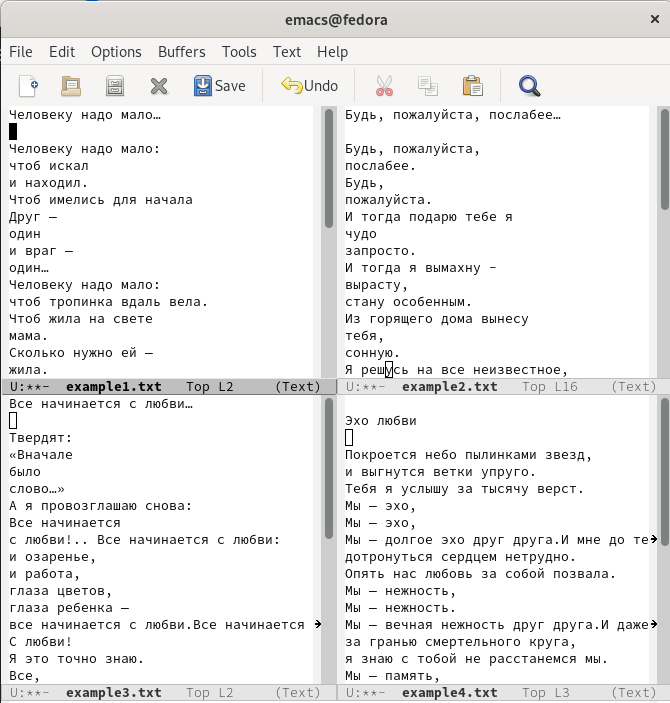 emacs@fedora
File Edit Options Buffers Tools Text Help
Save Undo
Человеку надо мало…
Человеку надо мало:
чтоб искал
и находил.
Чтоб имелись для начала
Друг —
один
и враг —
один…
Человеку надо мало:
чтоб тропинка вдаль вела.
Чтоб жила на свете
мама.
Сколько нужно ей —
жила.
U:**- example1.txt Top L2 (Text)
Будь, пожалуйста, послабее…
Будь, пожалуйста,
послабее.
Будь,
пожалуйста.
И тогда подарю тебе я
чудо
запросто.
И тогда я вымахну –
вырасту,
стану особенным.
Из горящего дома вынесу
тебя,
сонную.
Я решусь на все неизвестное,
U:**- example2.txt Top L16 (Text)
Все начинается с любви…
Твердят:
«Вначале
было
слово…»
А я провозглашаю снова:
Все начинается
с любви!.. Все начинается с любви:
и озаренье,
и работа,
глаза цветов,
глаза ребенка —
все начинается с любви.Все начинается
С любви!
Я это точно знаю.
Все,
U:**- example3.txt Top L2 (Text)
Эхо любви
Покроется небо пылинками звезд,
и выгнутся ветки упруго.
Тебя я услышу за тысячу верст.
Мы — эхо,
Мы — эхо,
Мы — долгое эхо друг друга.И мне до те
дотронуться сердцем нетрудно.
Опять нас любовь за собой позвала.
Мы — нежность,
Мы — нежность.
Мы — вечная нежность друг друга.И даже
за гранью смертельного круга,
я знаю с тобой не расстанемся мы.
Мы — память,
U:**- example4.txt Top L3 (Text)